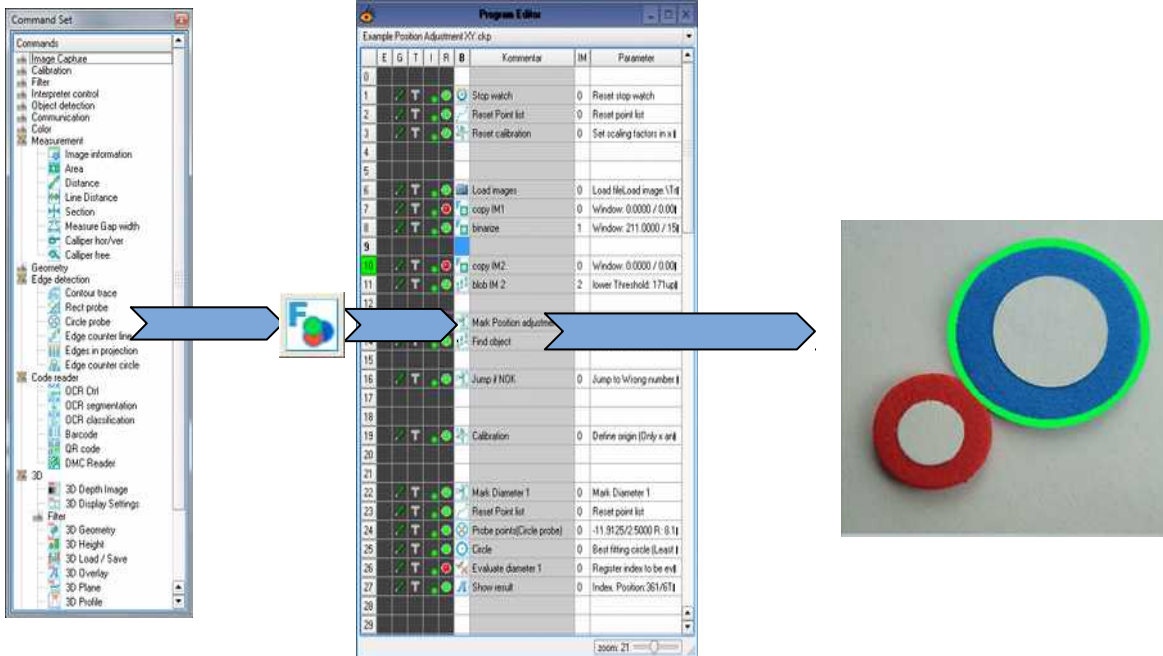 Command Set
Commands
Image Capture
Calibration
Filter
Interpreter control
Object detection
Communication
Color
Measurement
Image information
Area
Distance
Line Distance
Section
Measure Gap width
Calliper hor/ver
Calliper free
Geometry
Edge detection
Contour trace
Rect probe
Circle probe
Edge counter line
Edges in projection
Edge counter circle
Code reader
OCR Ctrl
OCR segmentation
OCR classification
Barcode
QR code
DMC Reader
3D
3D Depth Image
3D Display Settings
Filter
3D Geometry
3D Height
3D Load / Save
3D Overlay
3D Plane
3D Profile
F
Program Editor
Example Position Adjustment XY.ckp
E G T I R B Kommentar IM Parameter
0
1 T Stop watch 0 Reset stop watch
2 T Reset Point list 0 Reset point list
3 T Reset calibration 0 Set scaling factors in x
4
5
6 T Load images 0 Load fileLoad image
7 T copy IM1 0 Window: 0.0000 / 0.00
8 T binarize 1 Window: 211.0000 / 15
9
10 T copy IM2 0 Window: 0.0000 / 0.00
11 T blob IM 2 2 lower Threshold: 171
12
Mark Position
T Find object
15
16 T Jump if NOK 0 Jump to Wrong number
17
18
19 T Calibration 0 Define origin (Only x
20
21
22 T Mark Diameter 1 0 Mark Diameter 1
23 T Reset Point list 0 Reset point list
24 T Probe points(Circle probe) 0 -11.9125/2.5000 R: 8.1
25 T Circle 0 Best fitting circle (Least
26 T Evaluate diameter 1 0 Register index to be
27 T Show result 0 Index. Position:361/61
28
29
zoom: 21